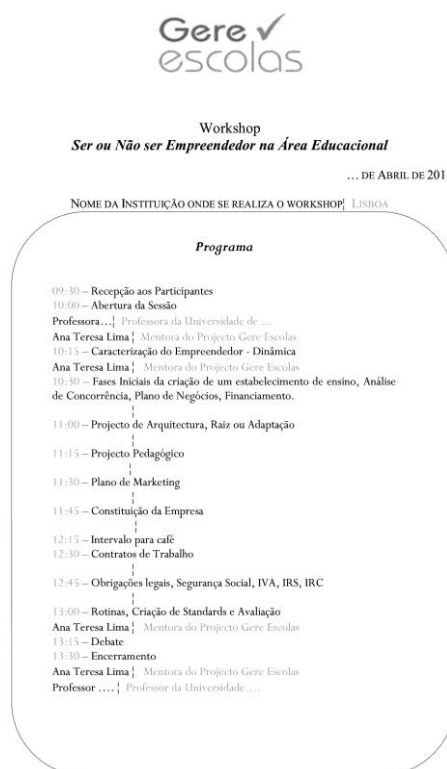 Gere
escolas
Workshop
Ser ou Não ser Empreendedor na Área Educacional
… DE ABRIL DE 201
NOME DA INSTITUIÇÃO ONDE SE REALIZA O WORKSHOP¦ LISBOA
Programa
09:30 – Recepção aos Participantes
10:00 – Abertura da Sessão
Professora…¦ Professora da Universidade de …
Ana Teresa Lima ¦ Mentora do Projecto Gere Escolas
10:15 – Caracterização do Empreendedor - Dinâmica
Ana Teresa Lima ¦ Mentora do Projecto Gere Escolas
10:30 – Fases Iniciais da criação de um estabelecimento de ensino, Análise
de Concorrência, Plano de Negócios, Financiamento.
¦
11:00 – Projecto de Arquitectura, Raiz ou Adaptação
¦
11:15 – Projecto Pedagógico
¦
11:30 – Plano de Marketing
¦
11:45 – Constituição da Empresa
¦
12:15 – Intervalo para café
12:30 – Contratos de Trabalho
¦
12:45 – Obrigações legais, Segurança Social, IVA, IRS, IRC
¦
13:00 – Rotinas, Criação de Standards e Avaliação
Ana Teresa Lima ¦ Mentora do Projecto Gere Escolas
13:15 – Debate
13:30 – Encerramento
Ana Teresa Lima ¦ Mentora do Projecto Gere Escolas
Professor …. ¦ Professor da Universidade….